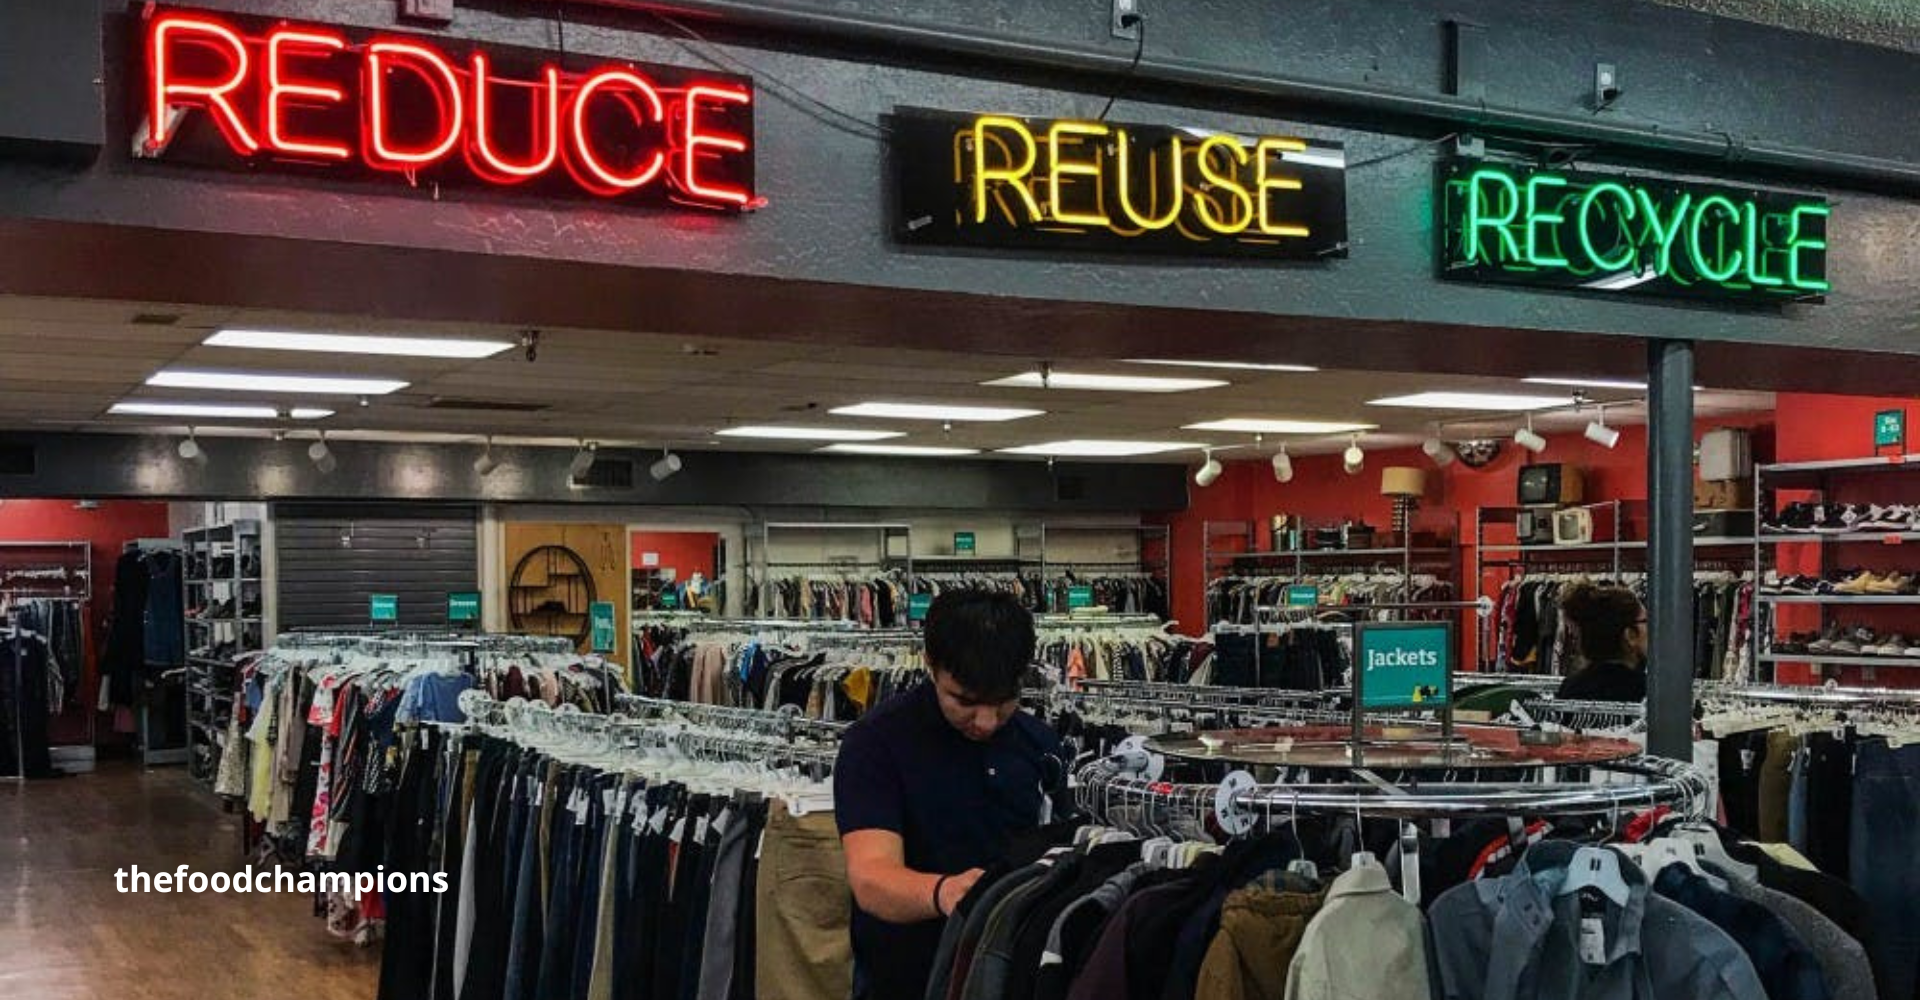 REDUCE
REUSE
RECYCLE
Jackets
thefoodchampions